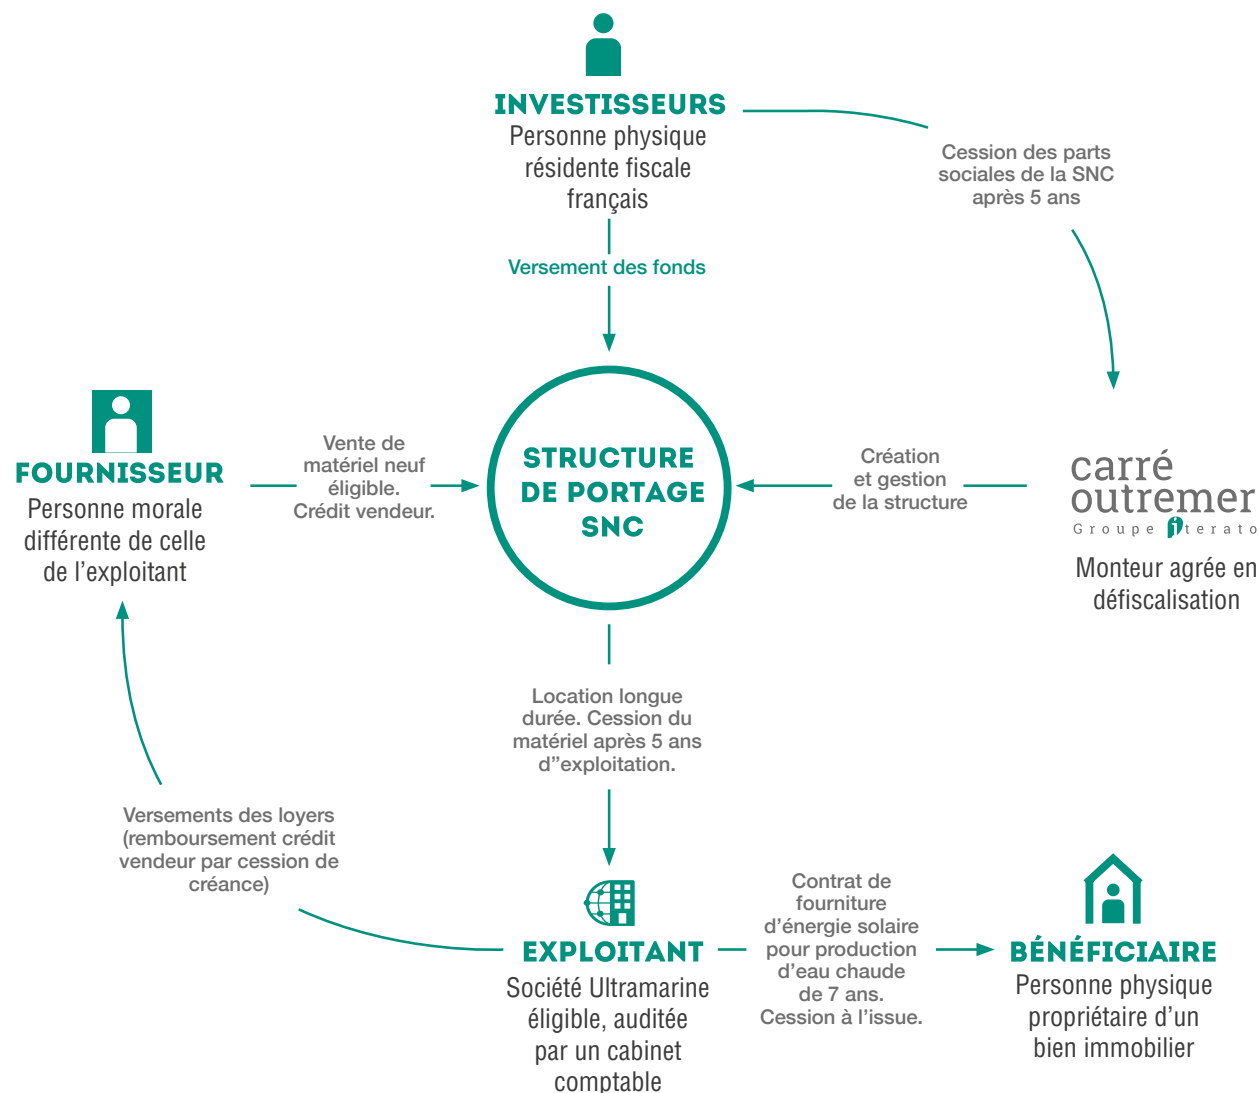 INVESTISSEURS
Personne physique
résidente fiscale
français
Cession des parts
sociales de la SNC
après 5 ans
Versement des fonds
FOURNISSEUR
Personne morale
différente de celle
de l'exploitant
Vente de
matériel neuf
éligible.
Crédit vendeur.
STRUCTURE
DE PORTAGE
SNC
Création
et gestion
de la structure
carré
outremer
Groupe iterato
Monteur agrée en
défiscalisation
Location longue
durée. Cession du
matériel après 5 ans
d''exploitation.
Versements des loyers
(remboursement crédit
vendeur par cession de
créance)
EXPLOITANT
Société Ultramarine
éligible, auditée
par un cabinet
comptable
Contrat de
fourniture
d'énergie solaire
pour production
d'eau chaude
de 7 ans.
Cession à l'issue.
BÉNÉFICIAIRE
Personne physique
propriétaire d'un
bien immobilier